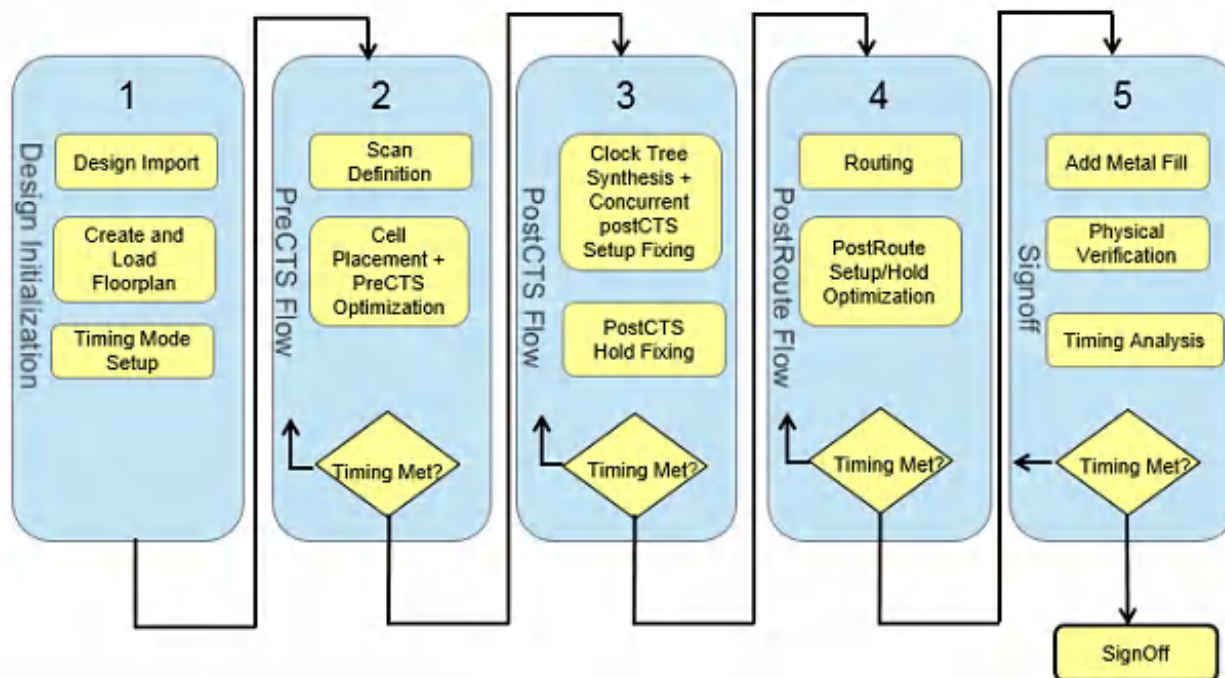 1
Design Initialization
Design Import
Create and
Load
Floorplan
Timing Mode
Setup
2
PreCTS Flow
Scan
Definition
Cell
Placement +
PreCTS
Optimization
Timing Met?
3
PostCTS Flow
Clock Tree
Synthesis +
Concurrent
postCTS
Setup Fixing
PostCTS
Hold Fixing
Timing Met?
4
PostRoute Flow
Routing
PostRoute
Setup/Hold
Optimization
Timing Met?
5
Signoff
Add Metal Fill
Physical
Verification
Timing Analysis
Timing Met?
SignOff